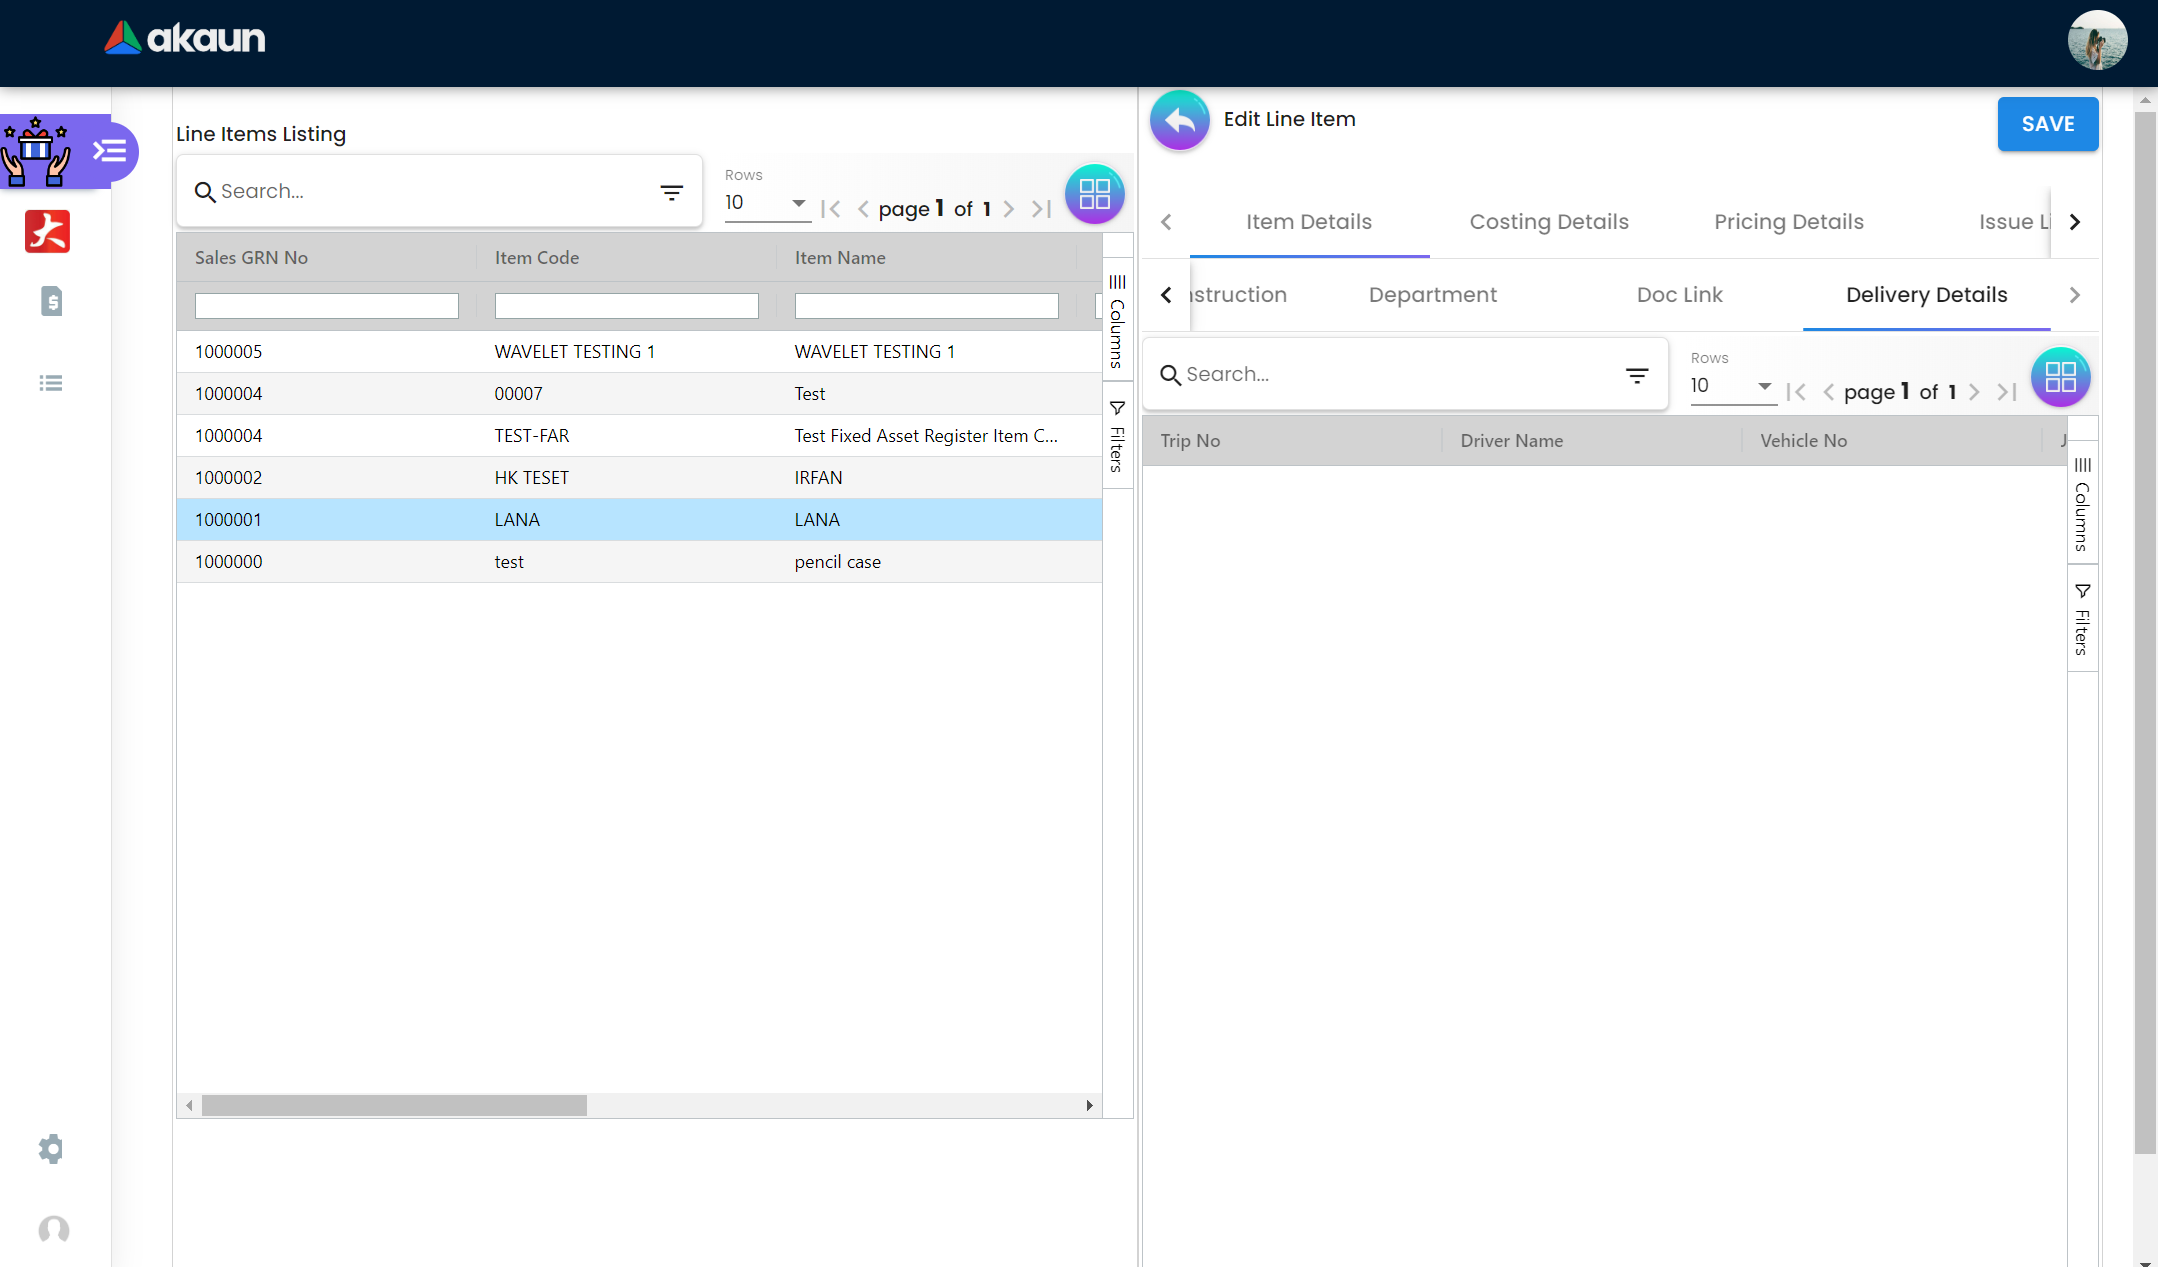 akaun
Line Items Listing
Search...
Rows
10
page 1 of 1
Sales GRN No Item Code Item Name
1000005 WAVELET TESTING 1 WAVELET TESTING 1
1000004 00007 Test
1000004 TEST-FAR Test Fixed Asset Register Item C...
1000002 HK TESET IRFAN
1000001 LANA LANA
1000000 test pencil case
Columns
Filters
Edit Line Item
SAVE
Item Details Costing Details Pricing Details Issue Li
nstruction Department Doc Link Delivery Details
Search...
Rows
10
page 1 of 1
Trip No Driver Name Vehicle No J
Columns
Filters